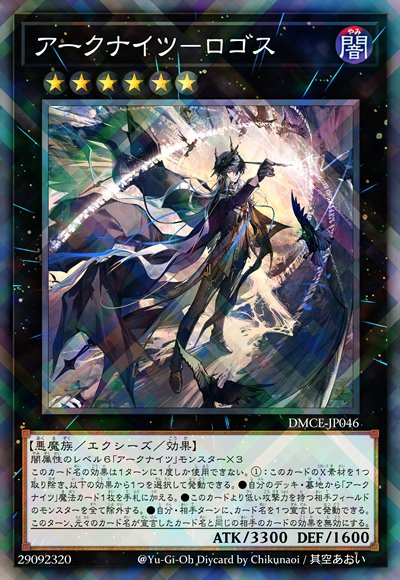 アークナイツーロゴス
やみ
闇
DMCE-JP046
【悪魔族／エクシーズ／効果】
闇属性のレベル６「アークナイツ」モンスター×３
このカード名の効果は１ターンに１度しか使用できない。①：このカードのX素材を１つ
取り除き、以下の効果から１つを選択して発動できる。●自分のデッキ・墓地から「アーク
ナイツ」魔法カード１枚を手札に加える。●このカードより低い攻撃力を持つ相手フィールド
のモンスターを全て除外する。●自分・相手ターンに、カード名を１つ宣言して発動できる。
このターン、元々のカード名が宣言したカード名と同じの相手のカードの効果を無効にする。
ATK/3300 DEF/1600
29092320
@Yu-Gi-Oh Diycard by Chikunaoi / 其空あおい